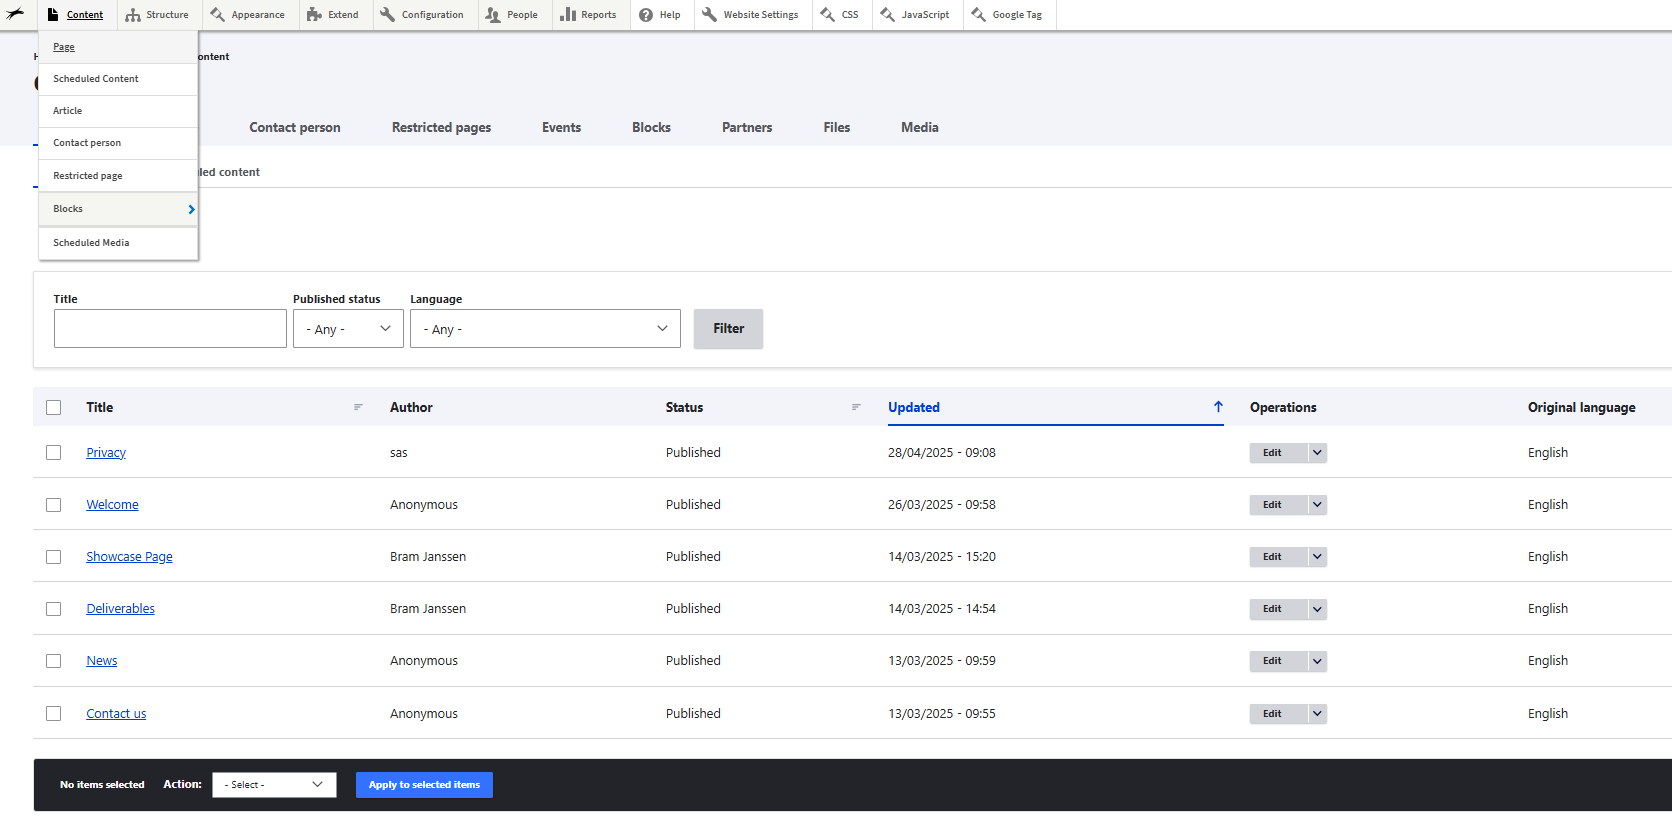 Content Structure Appearance Extend Configuration People Reports Help Website Settings CSS JavaScript Google Tag
Page
Scheduled Content
Article
Contact person
Restricted page
Blocks
Scheduled Media
Contact person Restricted pages Events Blocks Partners Files Media
content
Title Published status Language
- Any - - Any - Filter
Title Author Status Updated Operations Original language
Privacy sas Published 28/04/2025 - 09:08 Edit English
Welcome Anonymous Published 26/03/2025 - 09:58 Edit English
Showcase Page Bram Janssen Published 14/03/2025 - 15:20 Edit English
Deliverables Bram Janssen Published 14/03/2025 - 14:54 Edit English
News Anonymous Published 13/03/2025 - 09:59 Edit English
Contact us Anonymous Published 13/03/2025 - 09:55 Edit English
No items selected Action: - Select - Apply to selected items